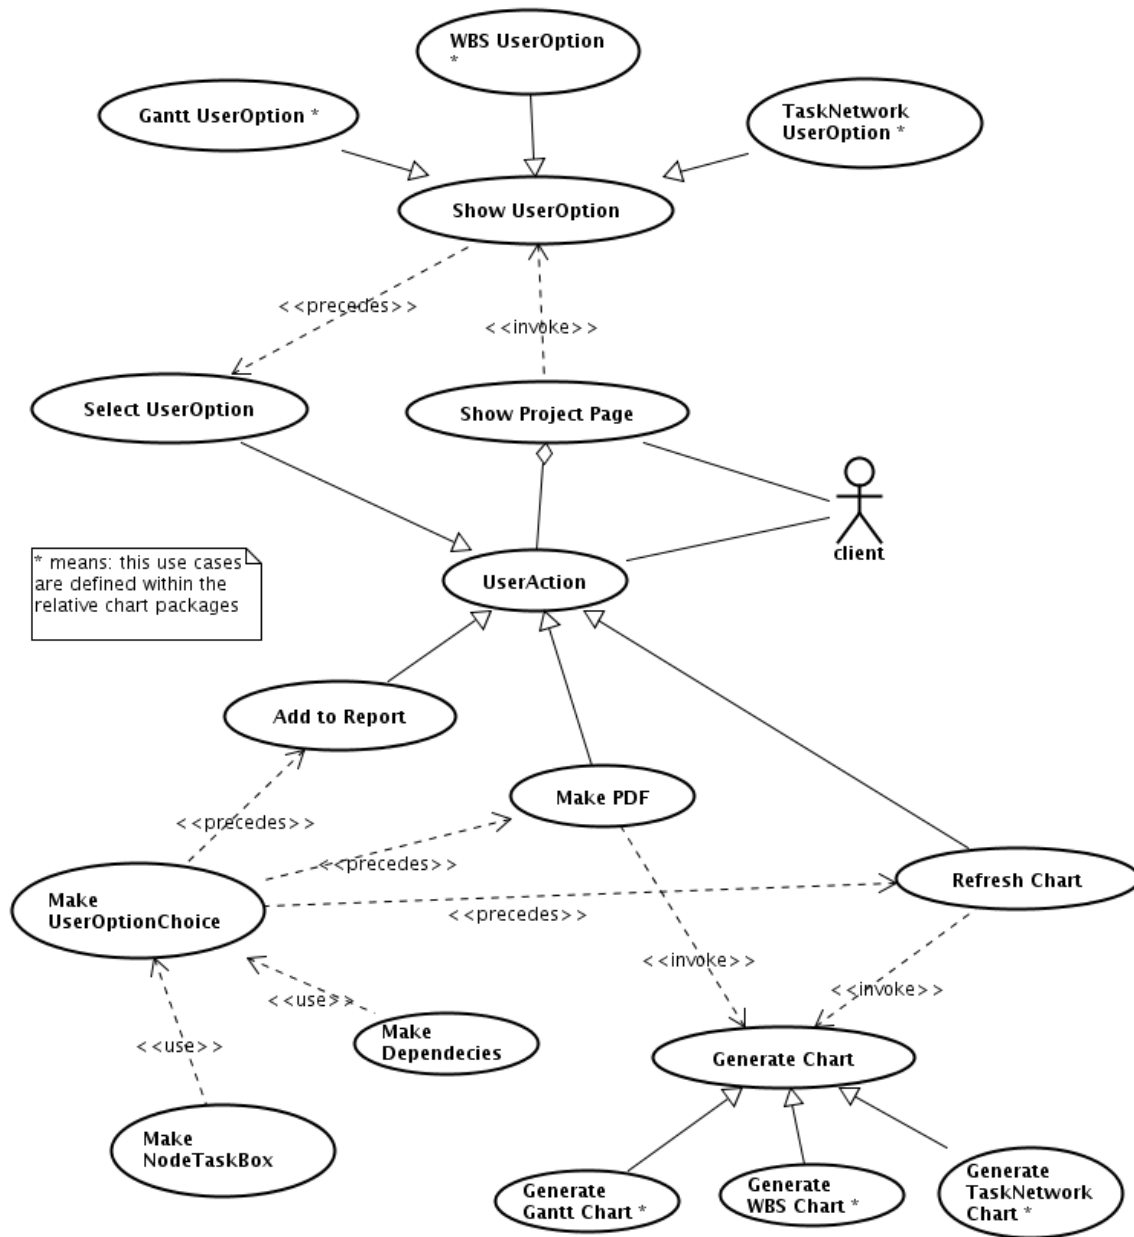 WBS UserOption
*
Gantt UserOption *
TaskNetwork
UserOption *
Show UserOption
<<precedes>>
<<invoke>>
Select UserOption
Show Project Page
client
* means: this use cases
are defined within the
relative chart packages
UserAction
Add to Report
Make PDF
<<precedes>>
<<precedes>>
Refresh Chart
Make
UserOptionChoice
<<precedes>>
<<invoke>>
<<invoke>>
<<use>>
Make
Dependecies
<<use>>
Generate Chart
Make
NodeTaskBox
Generate
Gantt Chart *
Generate
WBS Chart *
Generate
TaskNetwork
Chart *